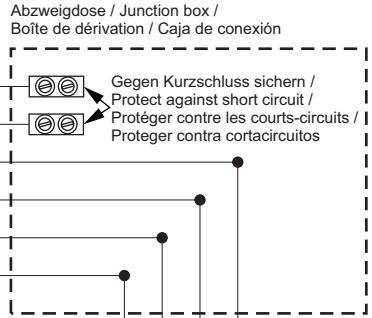 Abzweigdose / Junction box /
Boîte de dérivation / Caja de conexión
Gegen Kurzschluss sichern /
Protect against short circuit /
Protéger contre les courts-circuits /
Proteger contra cortacircuitos